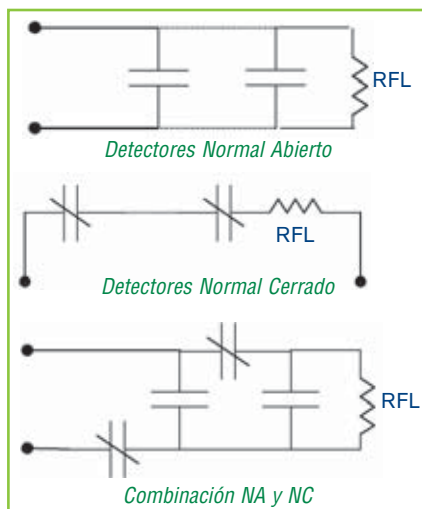 RFL
Detectores Normal Abierto
RFL
Detectores Normal Cerrado
RFL
Combinación NA y NC